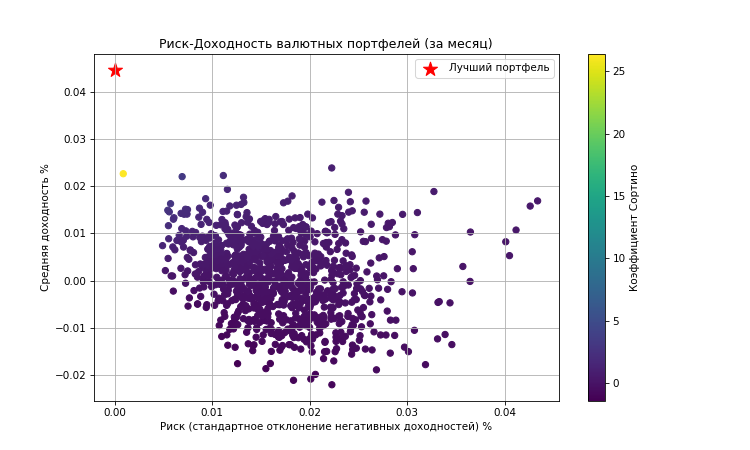 Риск-Доходность валютных портфелей (за месяц)
Лучший портфель
Средняя доходность %
0.04
0.03
0.02
0.01
0.00
−0.01
−0.02
0.00 0.01 0.02 0.03 0.04
Риск (стандартное отклонение негативных доходностей) %
25
20
15
10
5
0
Коэффициент Сортино